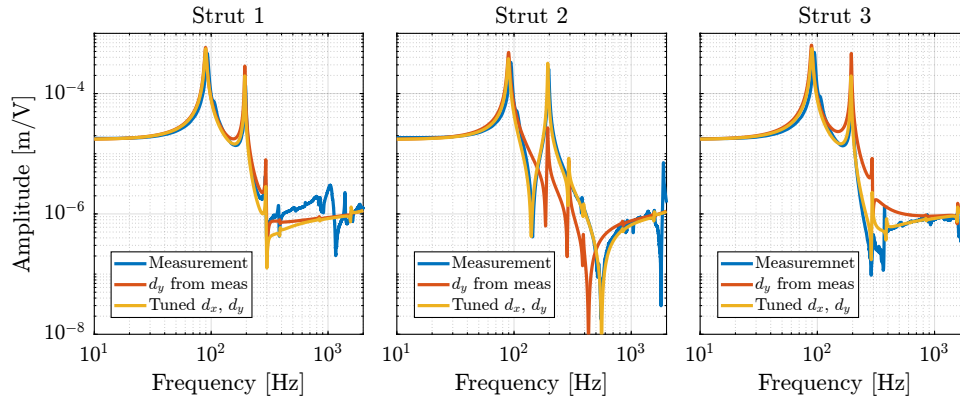 Strut 1
Strut 2
Strut 3
Amplitude [m/V]
10^{-4}
10^{-6}
10^{-8}
Measurement
d_y from meas
Tuned d_x, d_y
Measurement
d_y from meas
Tuned d_x, d_y
Measuremnet
d_y from meas
Tuned d_x, d_y
10^1 10^2 10^3
10^1 10^2 10^3
10^1 10^2 10^3
Frequency [Hz]
Frequency [Hz]
Frequency [Hz]